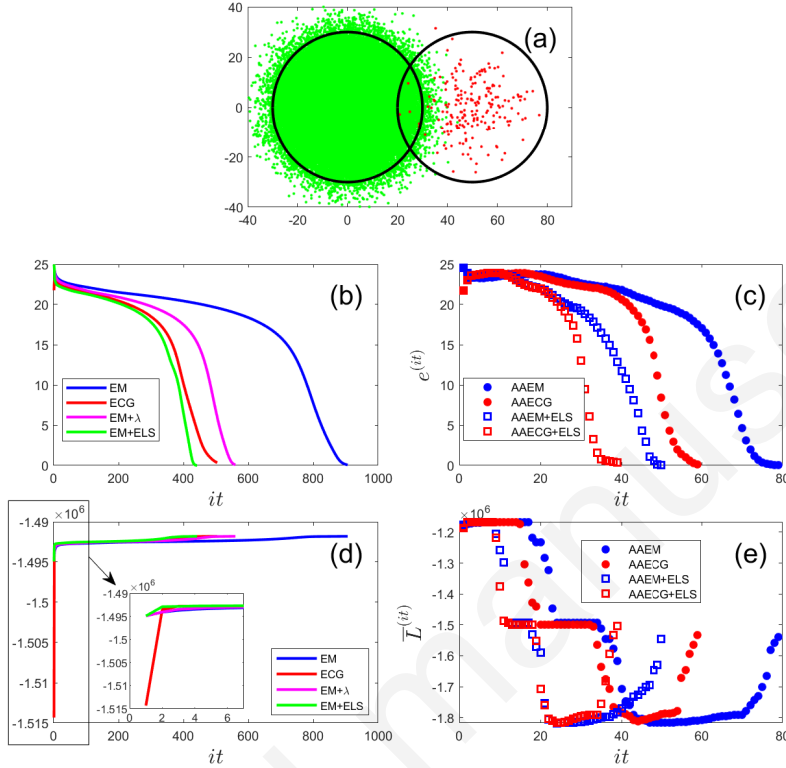 40
20
0
-20
-40
-40 -20 0 20 40 60 80
(a)
25
20
15
10
5
0
0 200 400 600 800 1000
it
(b)
EM
ECG
EM+λ
EM+ELS
25
20
15
10
5
0
e^(it)
0 20 40 60 80
it
(c)
AAEM
AAECG
AAEM+ELS
AAECG+ELS
×10^6
-1.49
-1.495
-1.5
-1.505
-1.51
-1.515
0 200 400 600 800 1000
it
(d)
×10^6
-1.49
-1.495
-1.5
-1.505
-1.51
-1.515
0 2 4 6
EM
ECG
EM+λ
EM+ELS
×10^6
-1.2
-1.3
-1.4
-1.5
-1.6
-1.7
-1.8
L̅^(it)
0 20 40 60 80
it
(e)
AAEM
AAECG
AAEM+ELS
AAECG+ELS